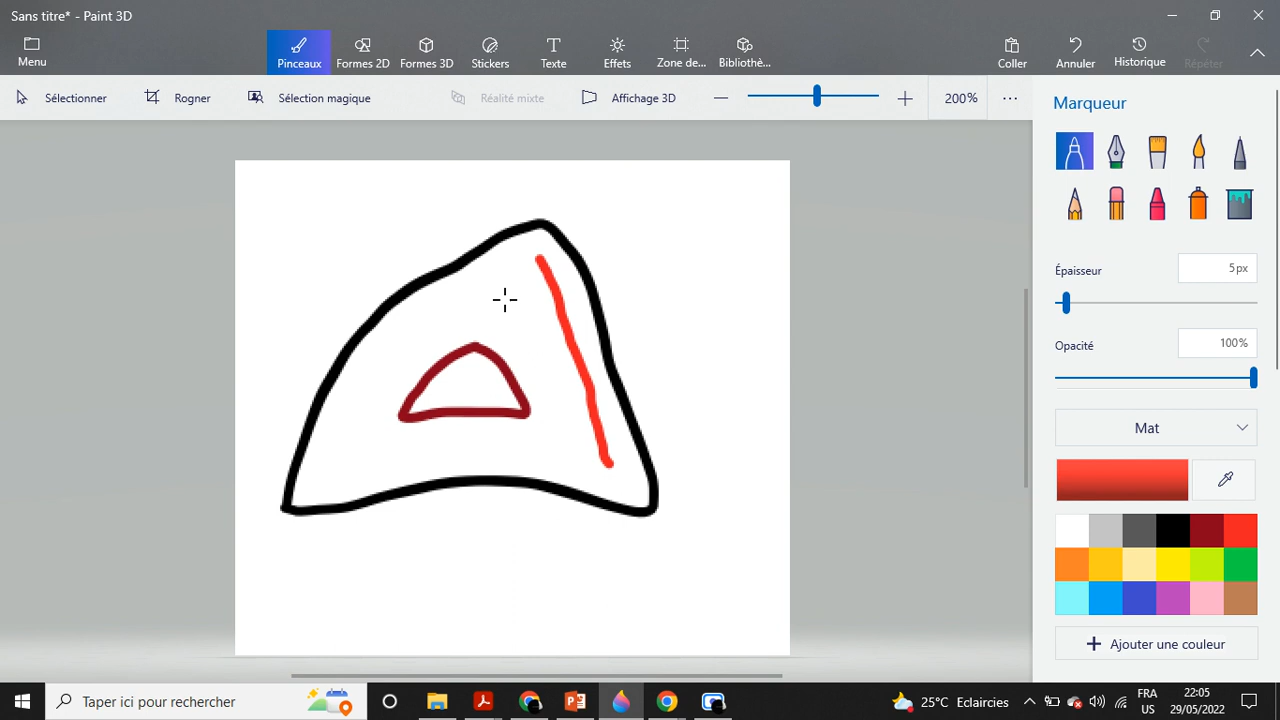 Sans titre* - Paint 3D
Menu
Pinceaux
Formes 2D
Formes 3D
Stickers
Texte
Effets
Zone de...
Bibliothè...
Coller
Annuler
Historique
Répéter
Sélectionner
Rogner
Sélection magique
Réalité mixte
Affichage 3D
200%
Marqueur
Épaisseur
5px
Opacité
100%
Mat
Ajouter une couleur
Taper ici pour rechercher
25°C Eclaircies
FRA
FR
22:05
29/05/2022